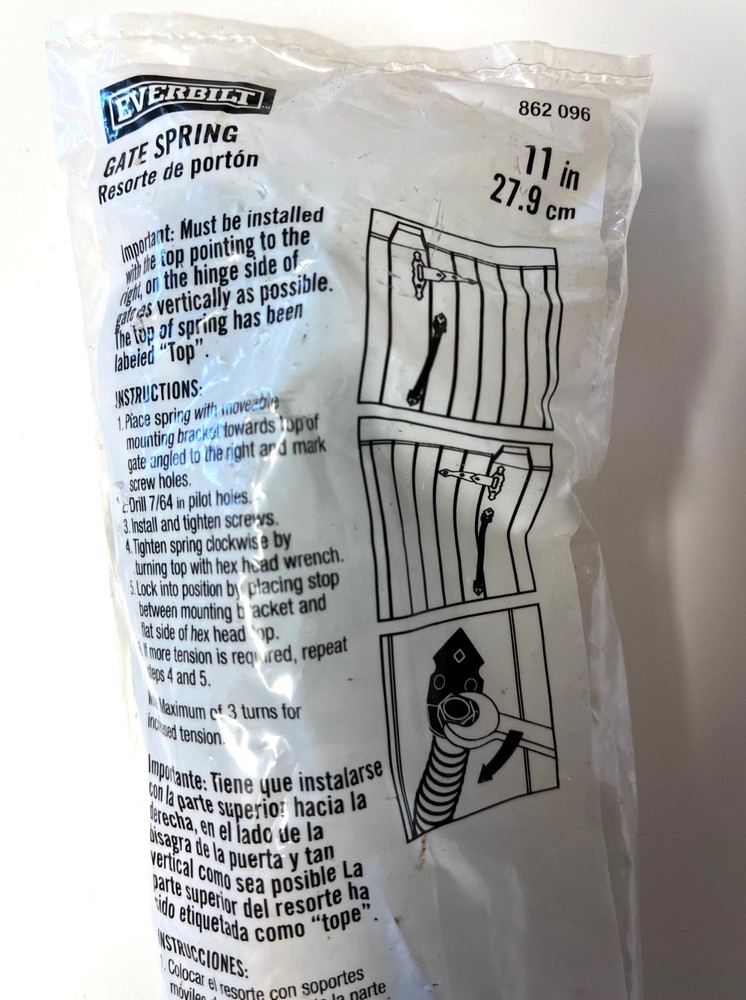 EVERBILT
862 096
GATE SPRING
Resorte de portón
11 in
27.9 cm
Important: Must be installed
with the top pointing to the
right, on the hinge side of
gate as vertically as possible.
The top of spring has been
labeled “Top”.
INSTRUCTIONS:
1. Place spring with moveable
mounting bracket towards top of
gate angled to the right and mark
screw holes.
2. Drill 7/64 in pilot holes.
3. Install and tighten screws.
4. Tighten spring clockwise by
turning top with hex head wrench.
5. Lock into position by placing stop
between mounting bracket and
flat side of hex head top.
If more tension is required, repeat
steps 4 and 5.
Maximum of 3 turns for
increased tension.
Importante: Tiene que instalarse
con la parte superior hacia la
derecha, en el lado de la
bisagra de la puerta y tan
vertical como sea posible La
parte superior del resorte ha
sido etiquetada como “tope”.
INSTRUCCIONES:
1. Colocar el resorte con soportes
móviles la parte